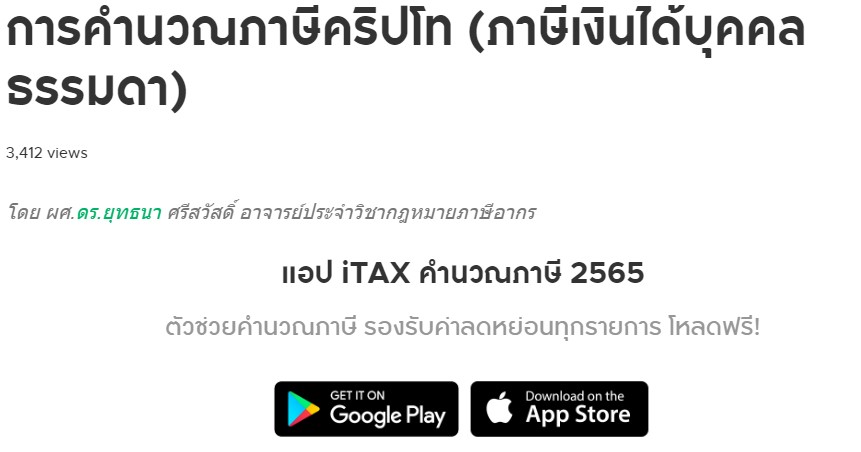 การคำนวณภาษีคริปโท (ภาษีเงินได้บุคคล
ธรรมดา)
3,412 views
โดย ผศ.ดร.ยุทธนา ศรีสวัสดิ์ อาจารย์ประจำวิชากฎหมายภาษีอากร
แอป iTAX คำนวณภาษี 2565
ตัวช่วยคำนวณภาษี รองรับค่าลดหย่อนทุกรายการ โหลดฟรี!
GET IT ON
Google Play
Download on the
App Store